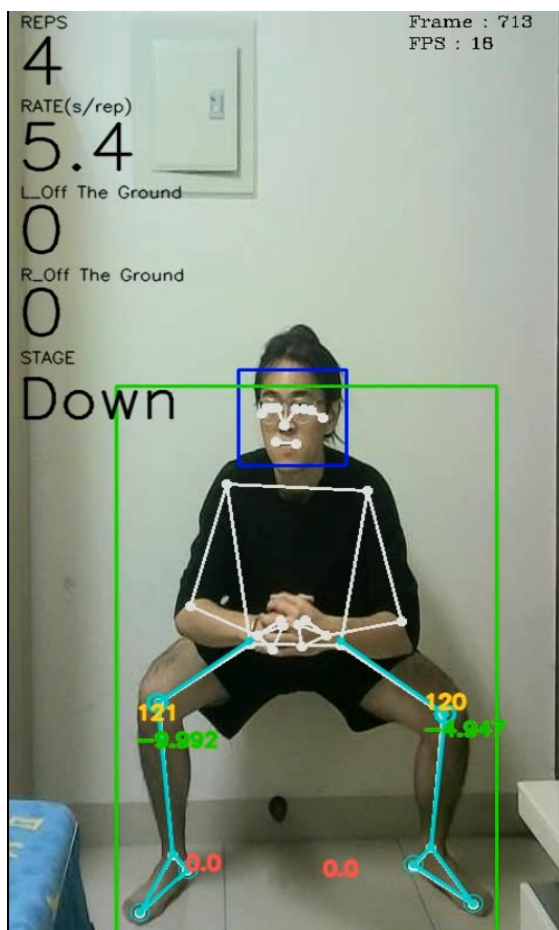 REPS
4
RATE(s/rep)
5.4
L_Off The Ground
0
R_Off The Ground
0
STAGE
Down
Frame : 713
FPS : 16
121
-9.992
120
-4.947
0.0
0.0